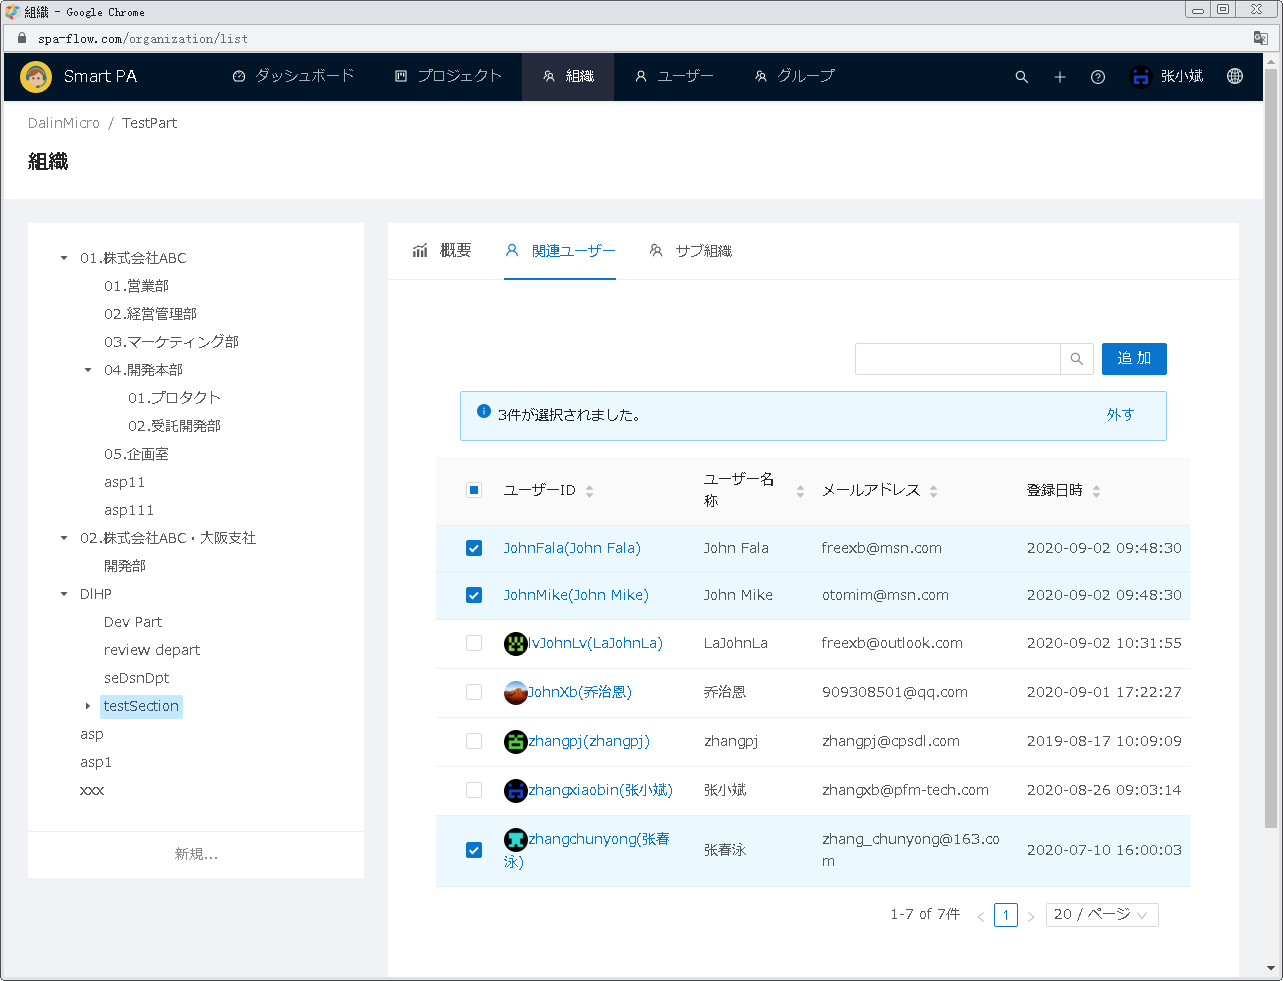 組織 - Google Chrome
spa-flow.com/organization/list
Smart PA
ダッシュボード
プロジェクト
組織
ユーザー
グループ
张小斌
DalinMicro / TestPart
組織
01.株式会社ABC
01.営業部
02.経営管理部
03.マーケティング部
04.開発本部
01.プロタクト
02.受託開発部
05.企画室
asp11
asp111
02.株式会社ABC・大阪支社
開発部
DlHP
Dev Part
review depart
seDsnDpt
testSection
asp
asp1
xxx
新規...
概要
関連ユーザー
サブ組織
追 加
3件が選択されました。
外す
ユーザーID
ユーザー名
称
メールアドレス
登録日時
JohnFala(John Fala)
John Fala
freexb@msn.com
2020-09-02 09:48:30
JohnMike(John Mike)
John Mike
otomim@msn.com
2020-09-02 09:48:30
lvJohnLv(LaJohnLa)
LaJohnLa
freexb@outlook.com
2020-09-02 10:31:55
JohnXb(乔治恩)
乔治恩
909308501@qq.com
2020-09-01 17:22:27
zhangpj(zhangpj)
zhangpj
zhangpj@cpsdl.com
2019-08-17 10:09:09
zhangxiaobin(张小斌)
张小斌
zhangxb@pfm-tech.com
2020-08-26 09:03:14
zhangchunyong(张春
泳)
张春泳
zhang_chunyong@163.co
m
2020-07-10 16:00:03
1-7 of 7件
1
20 / ページ